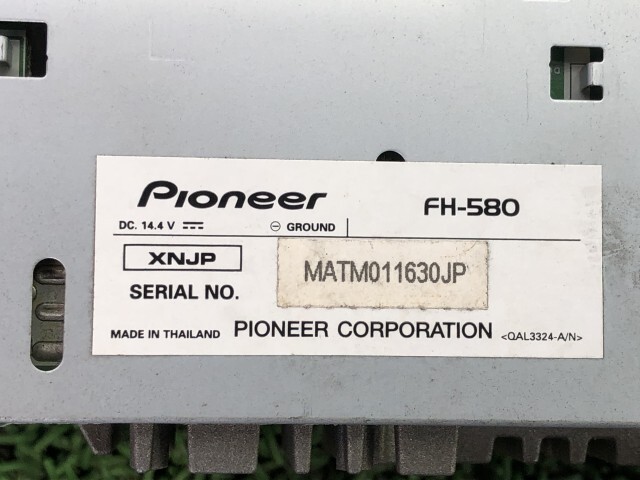 Pioneer
FH-580
DC. 14.4 V ⎓ ⊖ GROUND
XNJP
SERIAL NO.
MATM011630JP
MADE IN THAILAND PIONEER CORPORATION <QAL3324-A/N>